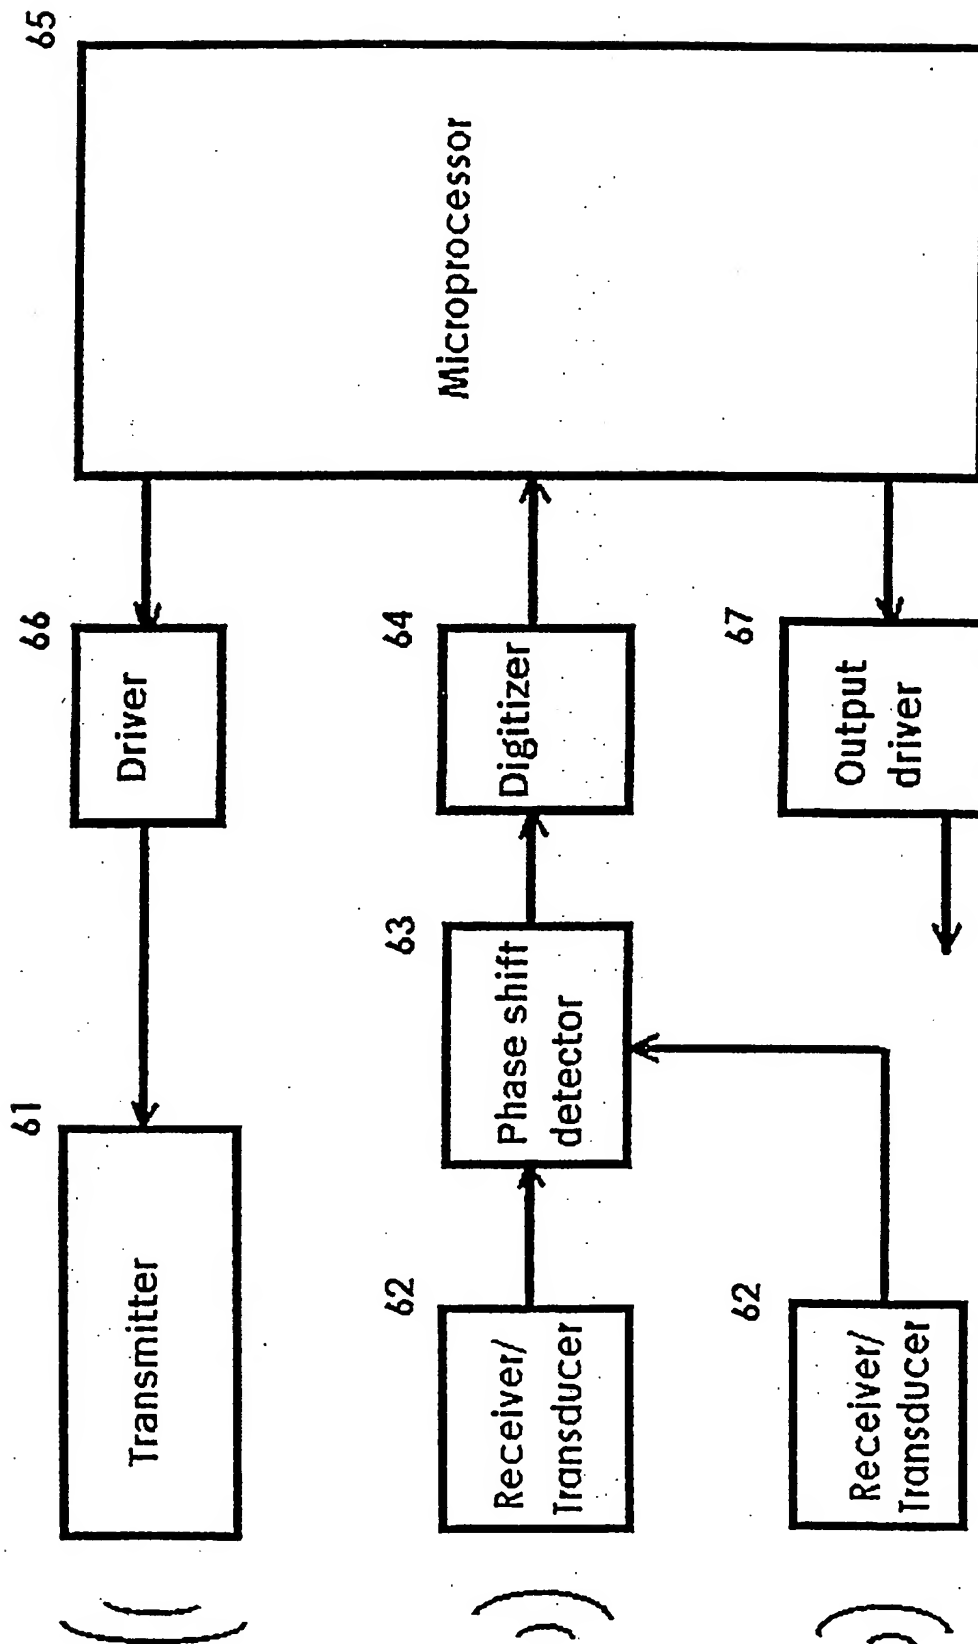 61
Transmitter
66
Driver
65
Microprocessor
62
Receiver/
Transducer
63
Phase shift
detector
64
Digitizer
62
Receiver/
Transducer
67
Output
driver